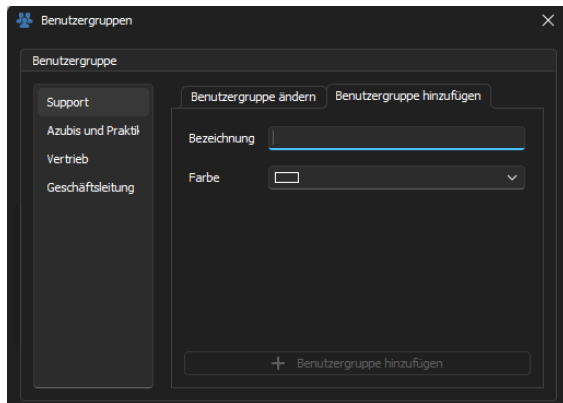 Benutzergruppen
Benutzergruppe
Support
Azubis und Praktik
Vertrieb
Geschäftsleitung
Benutzergruppe ändern
Benutzergruppe hinzufügen
Bezeichnung
Farbe
Benutzergruppe hinzufügen